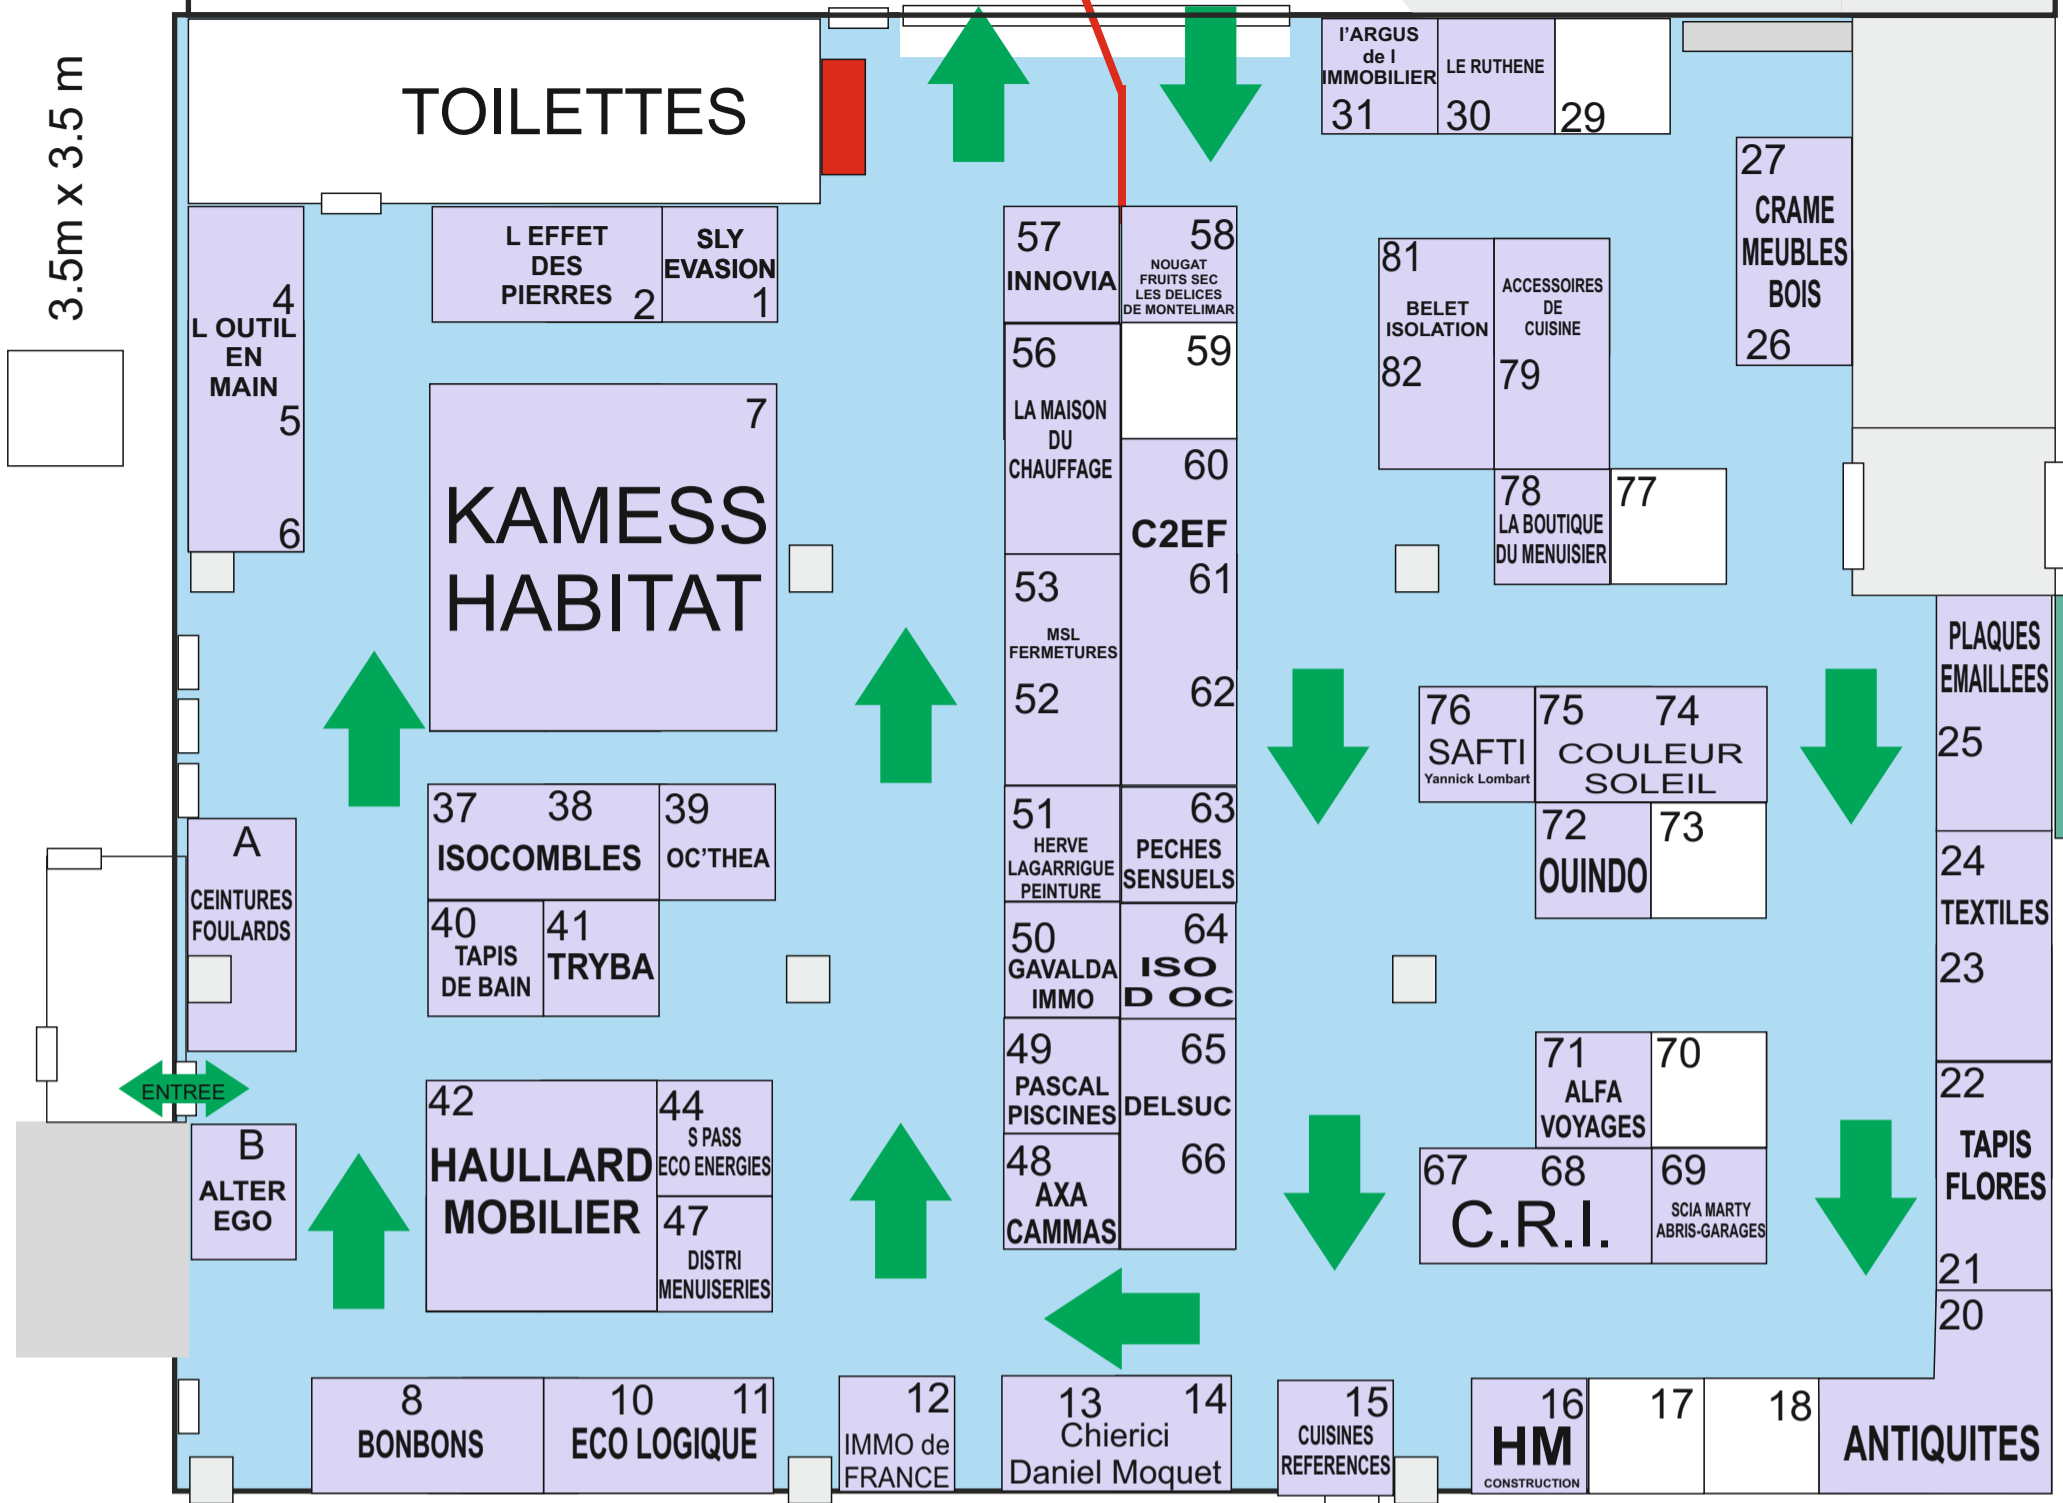 3.5m x 3.5 m
TOILETTES
l'ARGUS
de l
IMMOBILIER
31
LE RUTHENE
30
29
27
CRAME
MEUBLES
BOIS
26
4
L OUTIL
EN
MAIN
5
6
L EFFET
DES
PIERRES
2
SLY
EVASION
1
57
INNOVIA
58
NOUGAT
FRUITS SEC
LES DELICES
DE MONTELIMAR
81
BELET
ISOLATION
82
ACCESSOIRES
DE
CUISINE
79
7
KAMESS
HABITAT
56
LA MAISON
DU
CHAUFFAGE
59
60
C2EF
61
62
78
LA BOUTIQUE
DU MENUISIER
77
53
MSL
FERMETURES
52
PLAQUES
EMAILLEES
25
76
SAFTI
Yannick Lombart
75 74
COULEUR
SOLEIL
37 38
ISOCOMBLES
39
OC'THEA
51
HERVE
LAGARRIGUE
PEINTURE
63
PECHES
SENSUELS
72
OUINDO
73
24
TEXTILES
23
A
CEINTURES
FOULARDS
40
TAPIS
DE BAIN
41
TRYBA
50
GAVALDA
IMMO
64
ISO
D OC
ENTREE
49
PASCAL
PISCINES
65
DELSUC
66
71
ALFA
VOYAGES
70
22
TAPIS
FLORES
21
B
ALTER
EGO
42
HAULLARD
MOBILIER
44
S PASS
ECO ENERGIES
47
DISTRI
MENUISERIES
48
AXA
CAMMAS
67 68
C.R.I.
69
SCIA MARTY
ABRIS-GARAGES
20
ANTIQUITES
8
BONBONS
10 11
ECO LOGIQUE
12
IMMO de
FRANCE
13 14
Chierici
Daniel Moquet
15
CUISINES
REFERENCES
16
HM
CONSTRUCTION
17
18